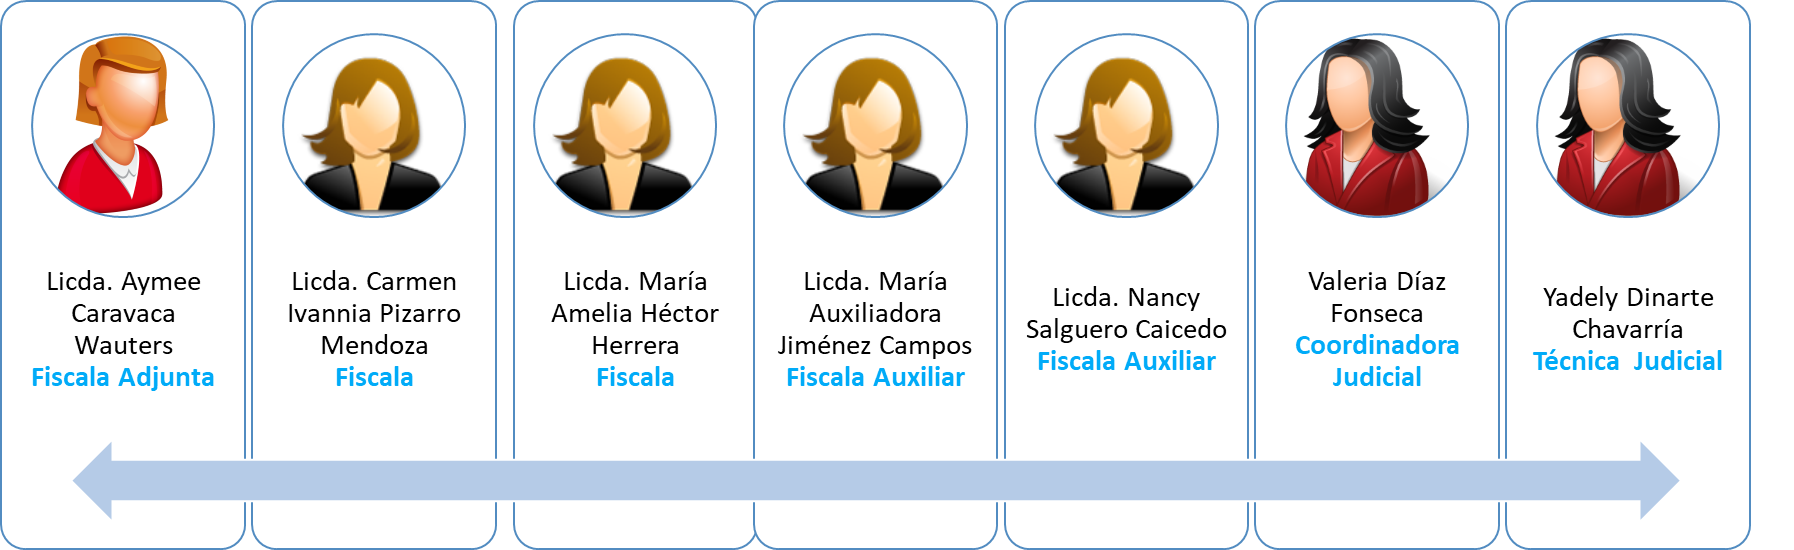 Licda. Aymee
Caravaca
Wauters
Fiscala Adjunta
Licda. Carmen
Ivannia Pizarro
Mendoza
Fiscala
Licda. María
Amelia Héctor
Herrera
Fiscala
Licda. María
Auxiliadora
Jiménez Campos
Fiscala Auxiliar
Licda. Nancy
Salguero Caicedo
Fiscala Auxiliar
Valeria Díaz
Fonseca
Coordinadora
Judicial
Yadely Dinarte
Chavarría
Técnica Judicial